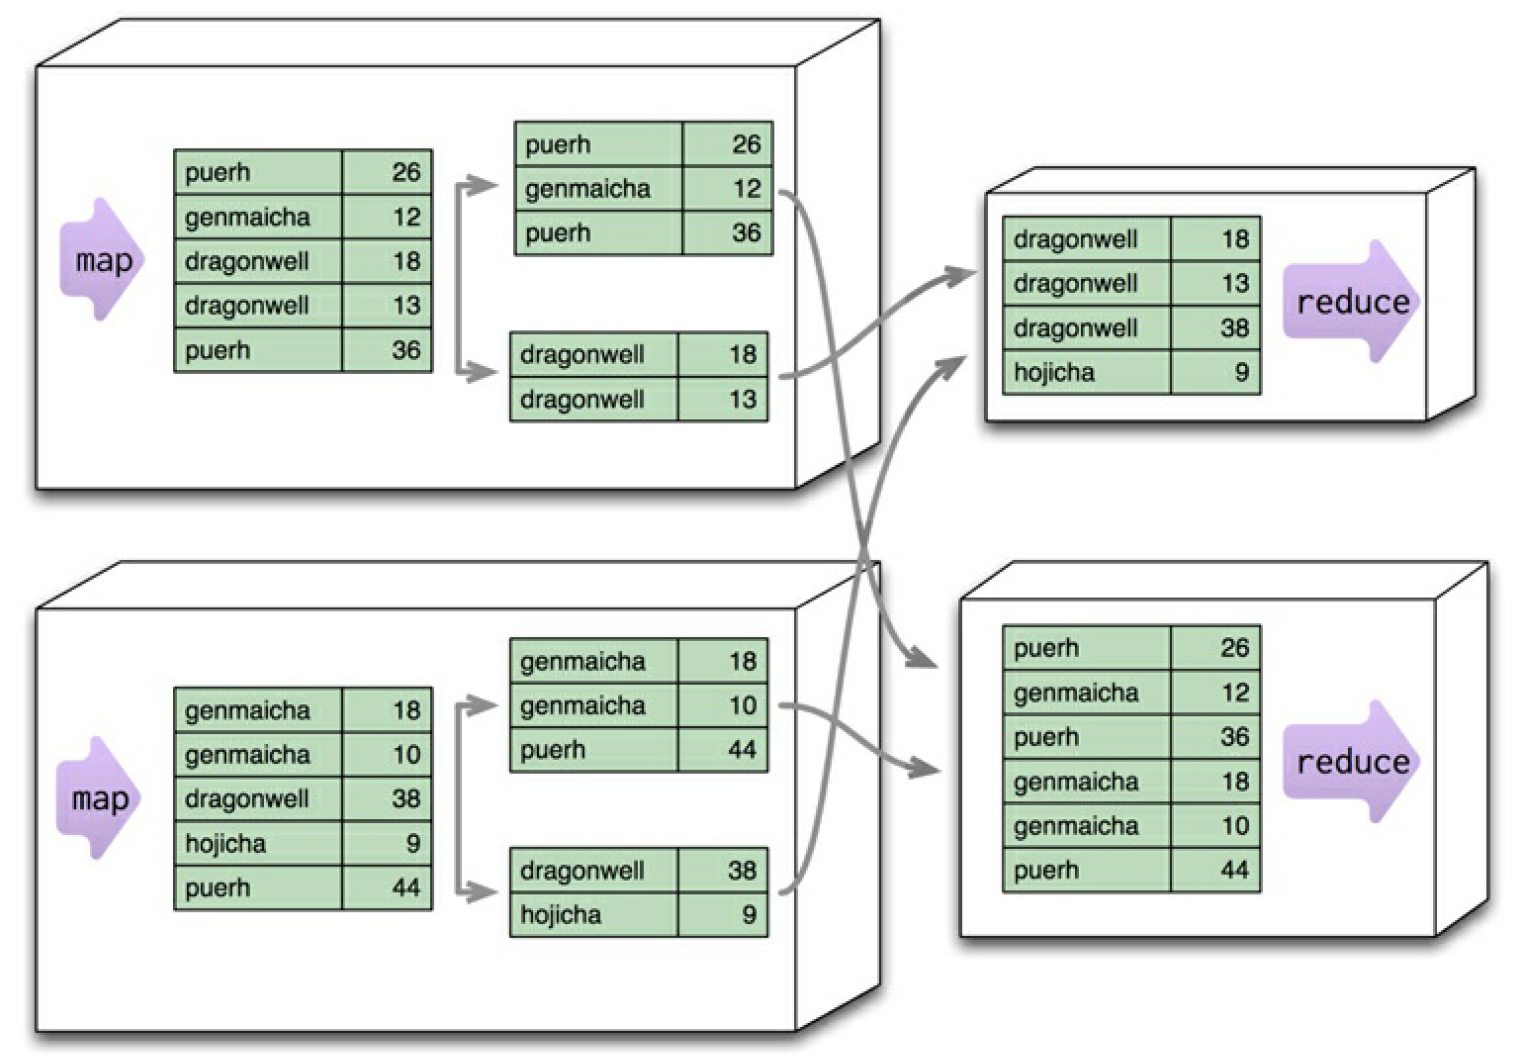 map
puerh 26
genmaicha 12
dragonwell 18
dragonwell 13
puerh 36
puerh 26
genmaicha 12
puerh 36
dragonwell 18
dragonwell 13
dragonwell 18
dragonwell 13
dragonwell 38
hojicha 9
reduce
map
genmaicha 18
genmaicha 10
dragonwell 38
hojicha 9
puerh 44
genmaicha 18
genmaicha 10
puerh 44
dragonwell 38
hojicha 9
puerh 26
genmaicha 12
puerh 36
genmaicha 18
genmaicha 10
puerh 44
reduce